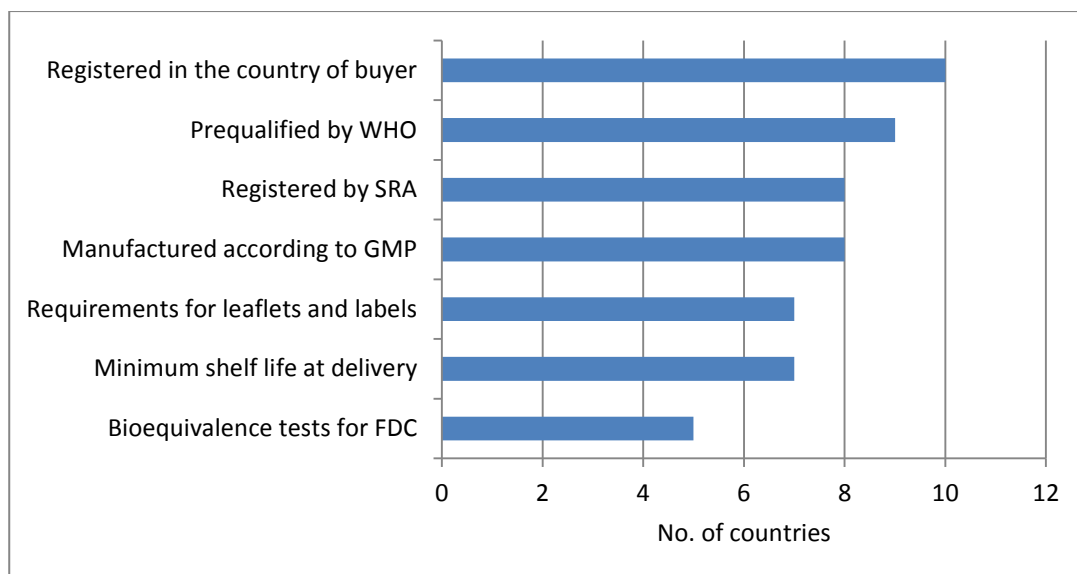 Registered in the country of buyer
Prequalified by WHO
Registered by SRA
Manufactured according to GMP
Requirements for leaflets and labels
Minimum shelf life at delivery
Bioequivalence tests for FDC
0 2 4 6 8 10 12
No. of countries